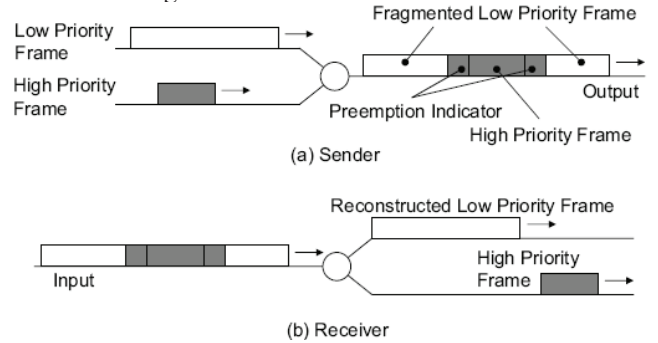 Low Priority
Frame
High Priority
Frame
Fragmented Low Priority Frame
Output
Preemption Indicator
High Priority Frame
(a) Sender
Reconstructed Low Priority Frame
High Priority
Frame
Input
(b) Receiver